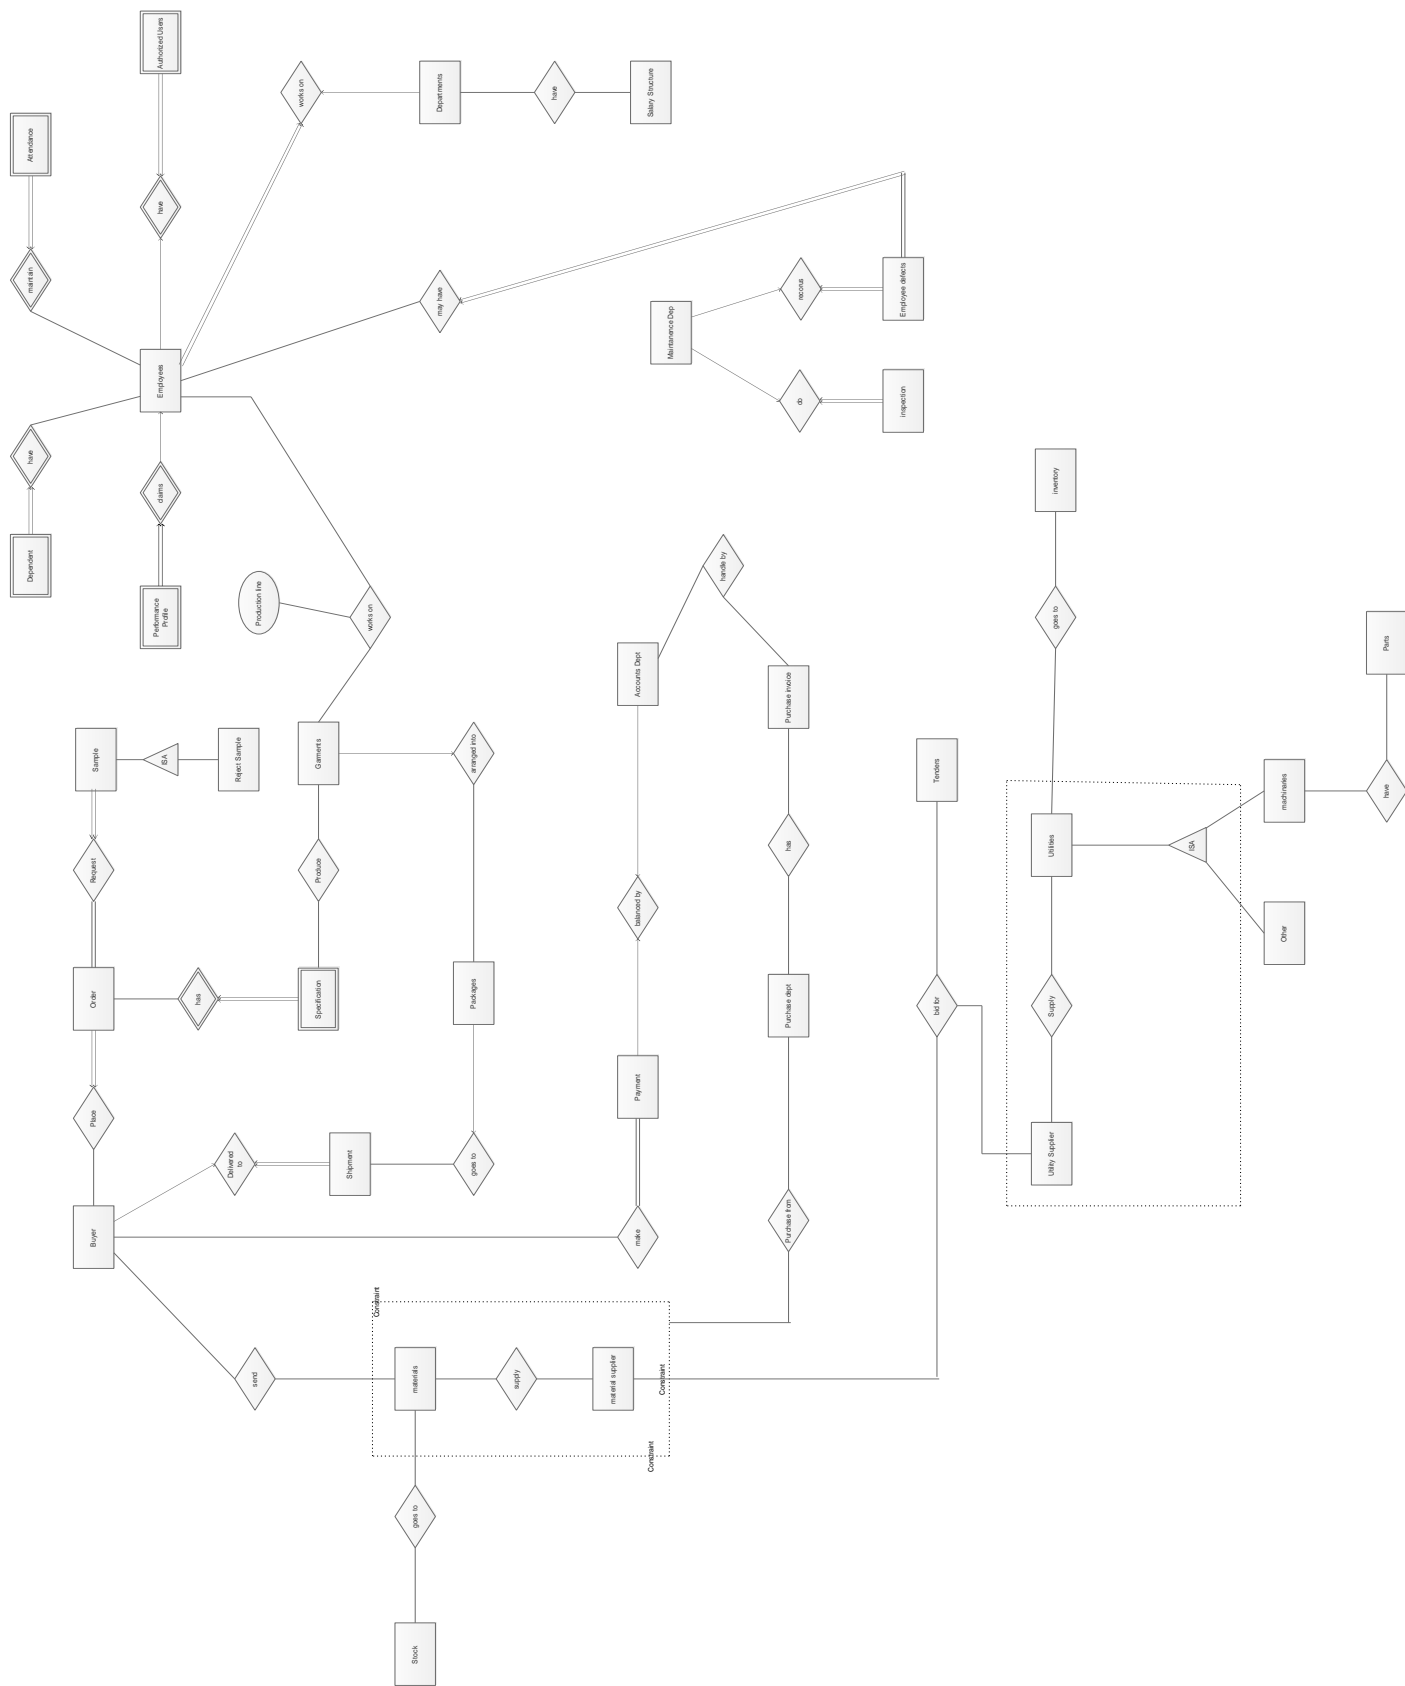 Dependent
have
maintain
Attendance
Buyer
Place
Order
Request
Sample
Performance
Profile
claims
Employees
have
Authorized Users
ISA
has
Delivered
to
Reject Sample
send
Production line
works on
Specification
Produce
Garments
Shipment
works on
Constraint
Stock
goes to
materials
may have
Departments
goes to
Packages
arranged into
supply
have
material supplier
make
Payment
balanced by
Accounts Dept
Salary Structure
Constraint
Constraint
Maintanence Dep
handle by
Purchase from
Purchase dept
has
Purchase invoice
do
recorus
inspection
Employee defects
bid for
Tenders
Utility Supplier
Supply
Utilities
goes to
inventory
ISA
Other
machinaries
have
Parts